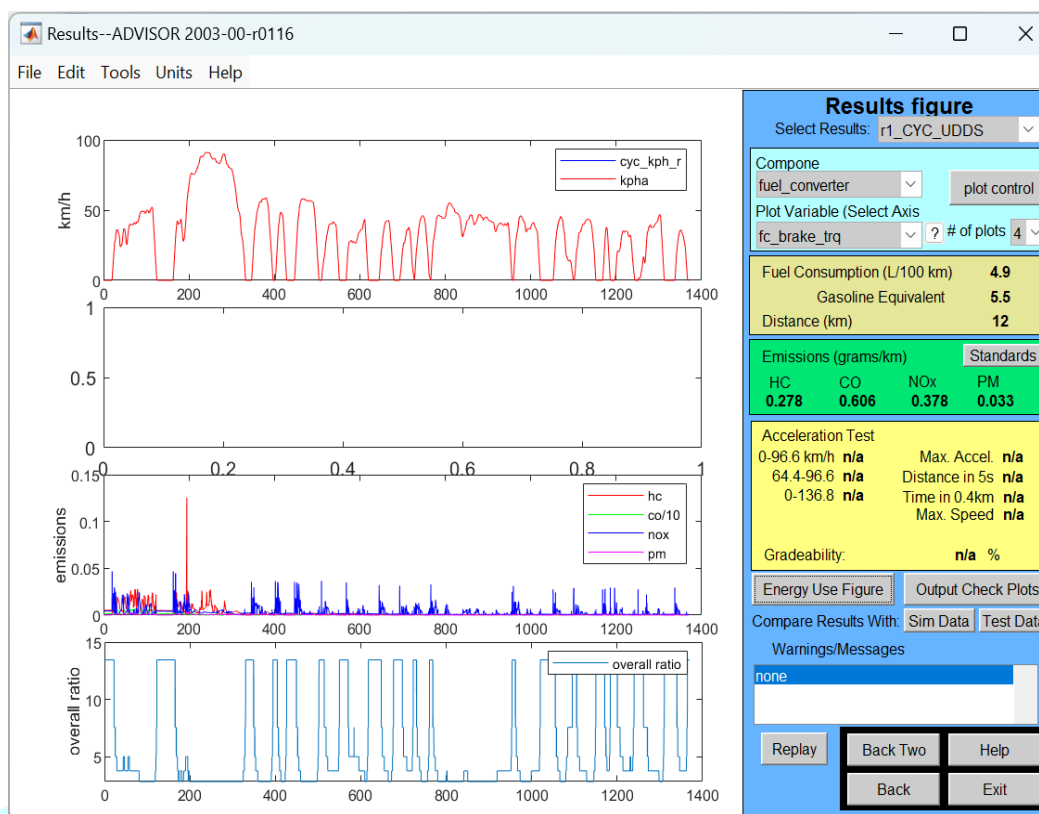 Results--ADVISOR 2003-00-r0116
File Edit Tools Units Help
100
50
0
km/h
cyc_kph_r
kpha
0 200 400 600 800 1000 1200 1400
1
0.5
0
0 0.2 0.4 0.6 0.8 1
0.15
0.1
0.05
0
emissions
hc
co/10
nox
pm
0 200 400 600 800 1000 1200 1400
15
10
5
overall ratio
overall ratio
0 200 400 600 800 1000 1200 1400
Results figure
Select Results: r1_CYC_UDDS
Compone
fuel_converter
plot control
Plot Variable (Select Axis
fc_brake_trq ? # of plots 4
Fuel Consumption (L/100 km) 4.9
Gasoline Equivalent 5.5
Distance (km) 12
Emissions (grams/km) Standards
HC CO NOx PM
0.278 0.606 0.378 0.033
Acceleration Test
0-96.6 km/h n/a Max. Accel. n/a
64.4-96.6 n/a Distance in 5s n/a
0-136.8 n/a Time in 0.4km n/a
Max. Speed n/a
Gradeability: n/a %
Energy Use Figure Output Check Plots
Compare Results With: Sim Data Test Data
Warnings/Messages
none
Replay Back Two Help
Back Exit